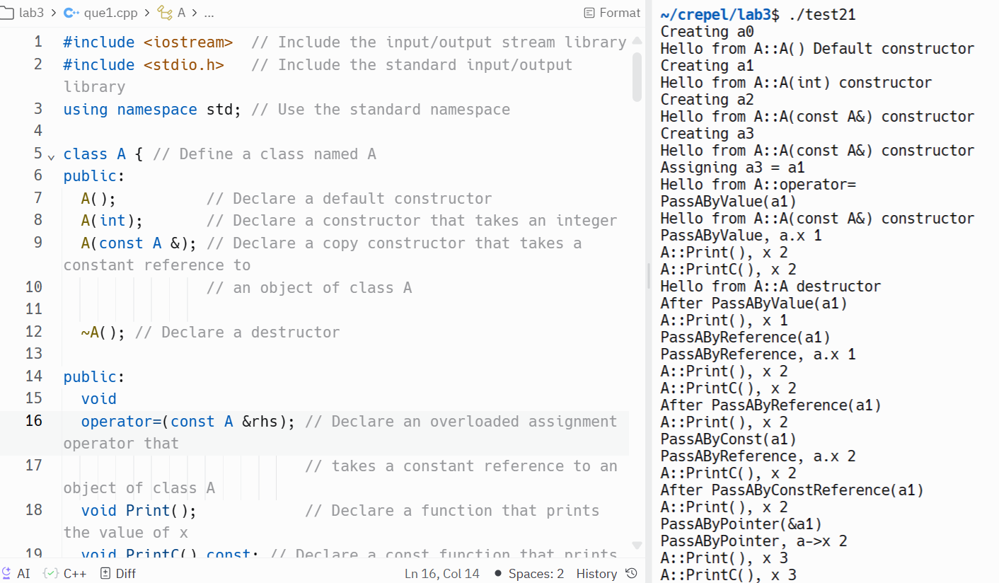 lab3 > que1.cpp > A > ...
Format
1 #include <iostream>  // Include the input/output stream library
2 #include <stdio.h>   // Include the standard input/output
library
3 using namespace std; // Use the standard namespace
4
5 class A { // Define a class named A
6 public:
7   A();          // Declare a default constructor
8   A(int);       // Declare a constructor that takes an integer
9   A(const A &); // Declare a copy constructor that takes a
constant reference to
10                // an object of class A
11
12   ~A(); // Declare a destructor
13
14 public:
15   void
16   operator=(const A &rhs); // Declare an overloaded assignment
operator that
17                            // takes a constant reference to an
object of class A
18   void Print();            // Declare a function that prints
the value of x
19   void PrintC() const; // Declare a const function that prints
AI C++ Diff Ln 16, Col 14 Spaces: 2 History
~/crepel/lab3$ ./test21
Creating a0
Hello from A::A() Default constructor
Creating a1
Hello from A::A(int) constructor
Creating a2
Hello from A::A(const A&) constructor
Creating a3
Hello from A::A(const A&) constructor
Assigning a3 = a1
Hello from A::operator=
PassAByValue(a1)
Hello from A::A(const A&) constructor
PassAByValue, a.x 1
A::Print(), x 2
A::PrintC(), x 2
Hello from A::A destructor
After PassAByValue(a1)
A::Print(), x 1
PassAByReference(a1)
PassAByReference, a.x 1
A::Print(), x 2
A::PrintC(), x 2
After PassAByReference(a1)
A::Print(), x 2
PassAByConst(a1)
PassAByReference, a.x 2
A::PrintC(), x 2
After PassAByConstReference(a1)
A::Print(), x 2
PassAByPointer(&a1)
PassAByPointer, a->x 2
A::Print(), x 3
A::PrintC(), x 3